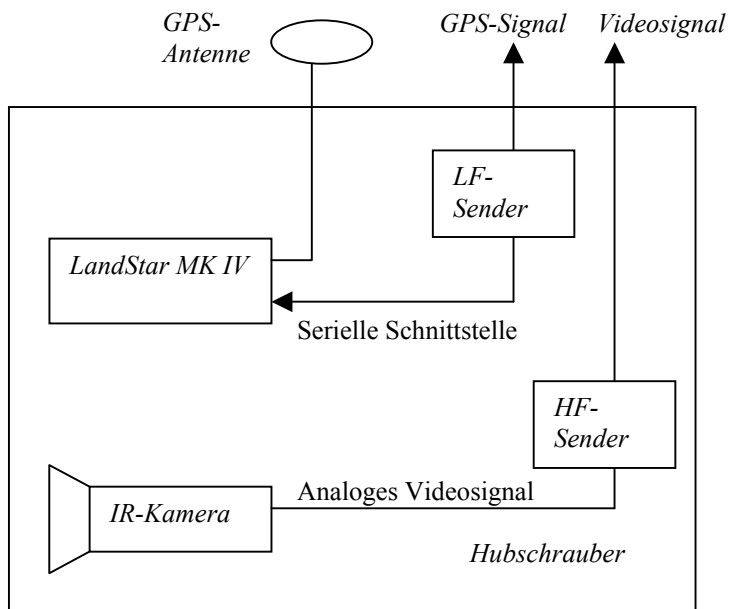 GPS-
Antenne
GPS-Signal
Videosignal
LF-
Sender
LandStar MK IV
Serielle Schnittstelle
HF-
Sender
Analoges Videosignal
IR-Kamera
Hubschrauber